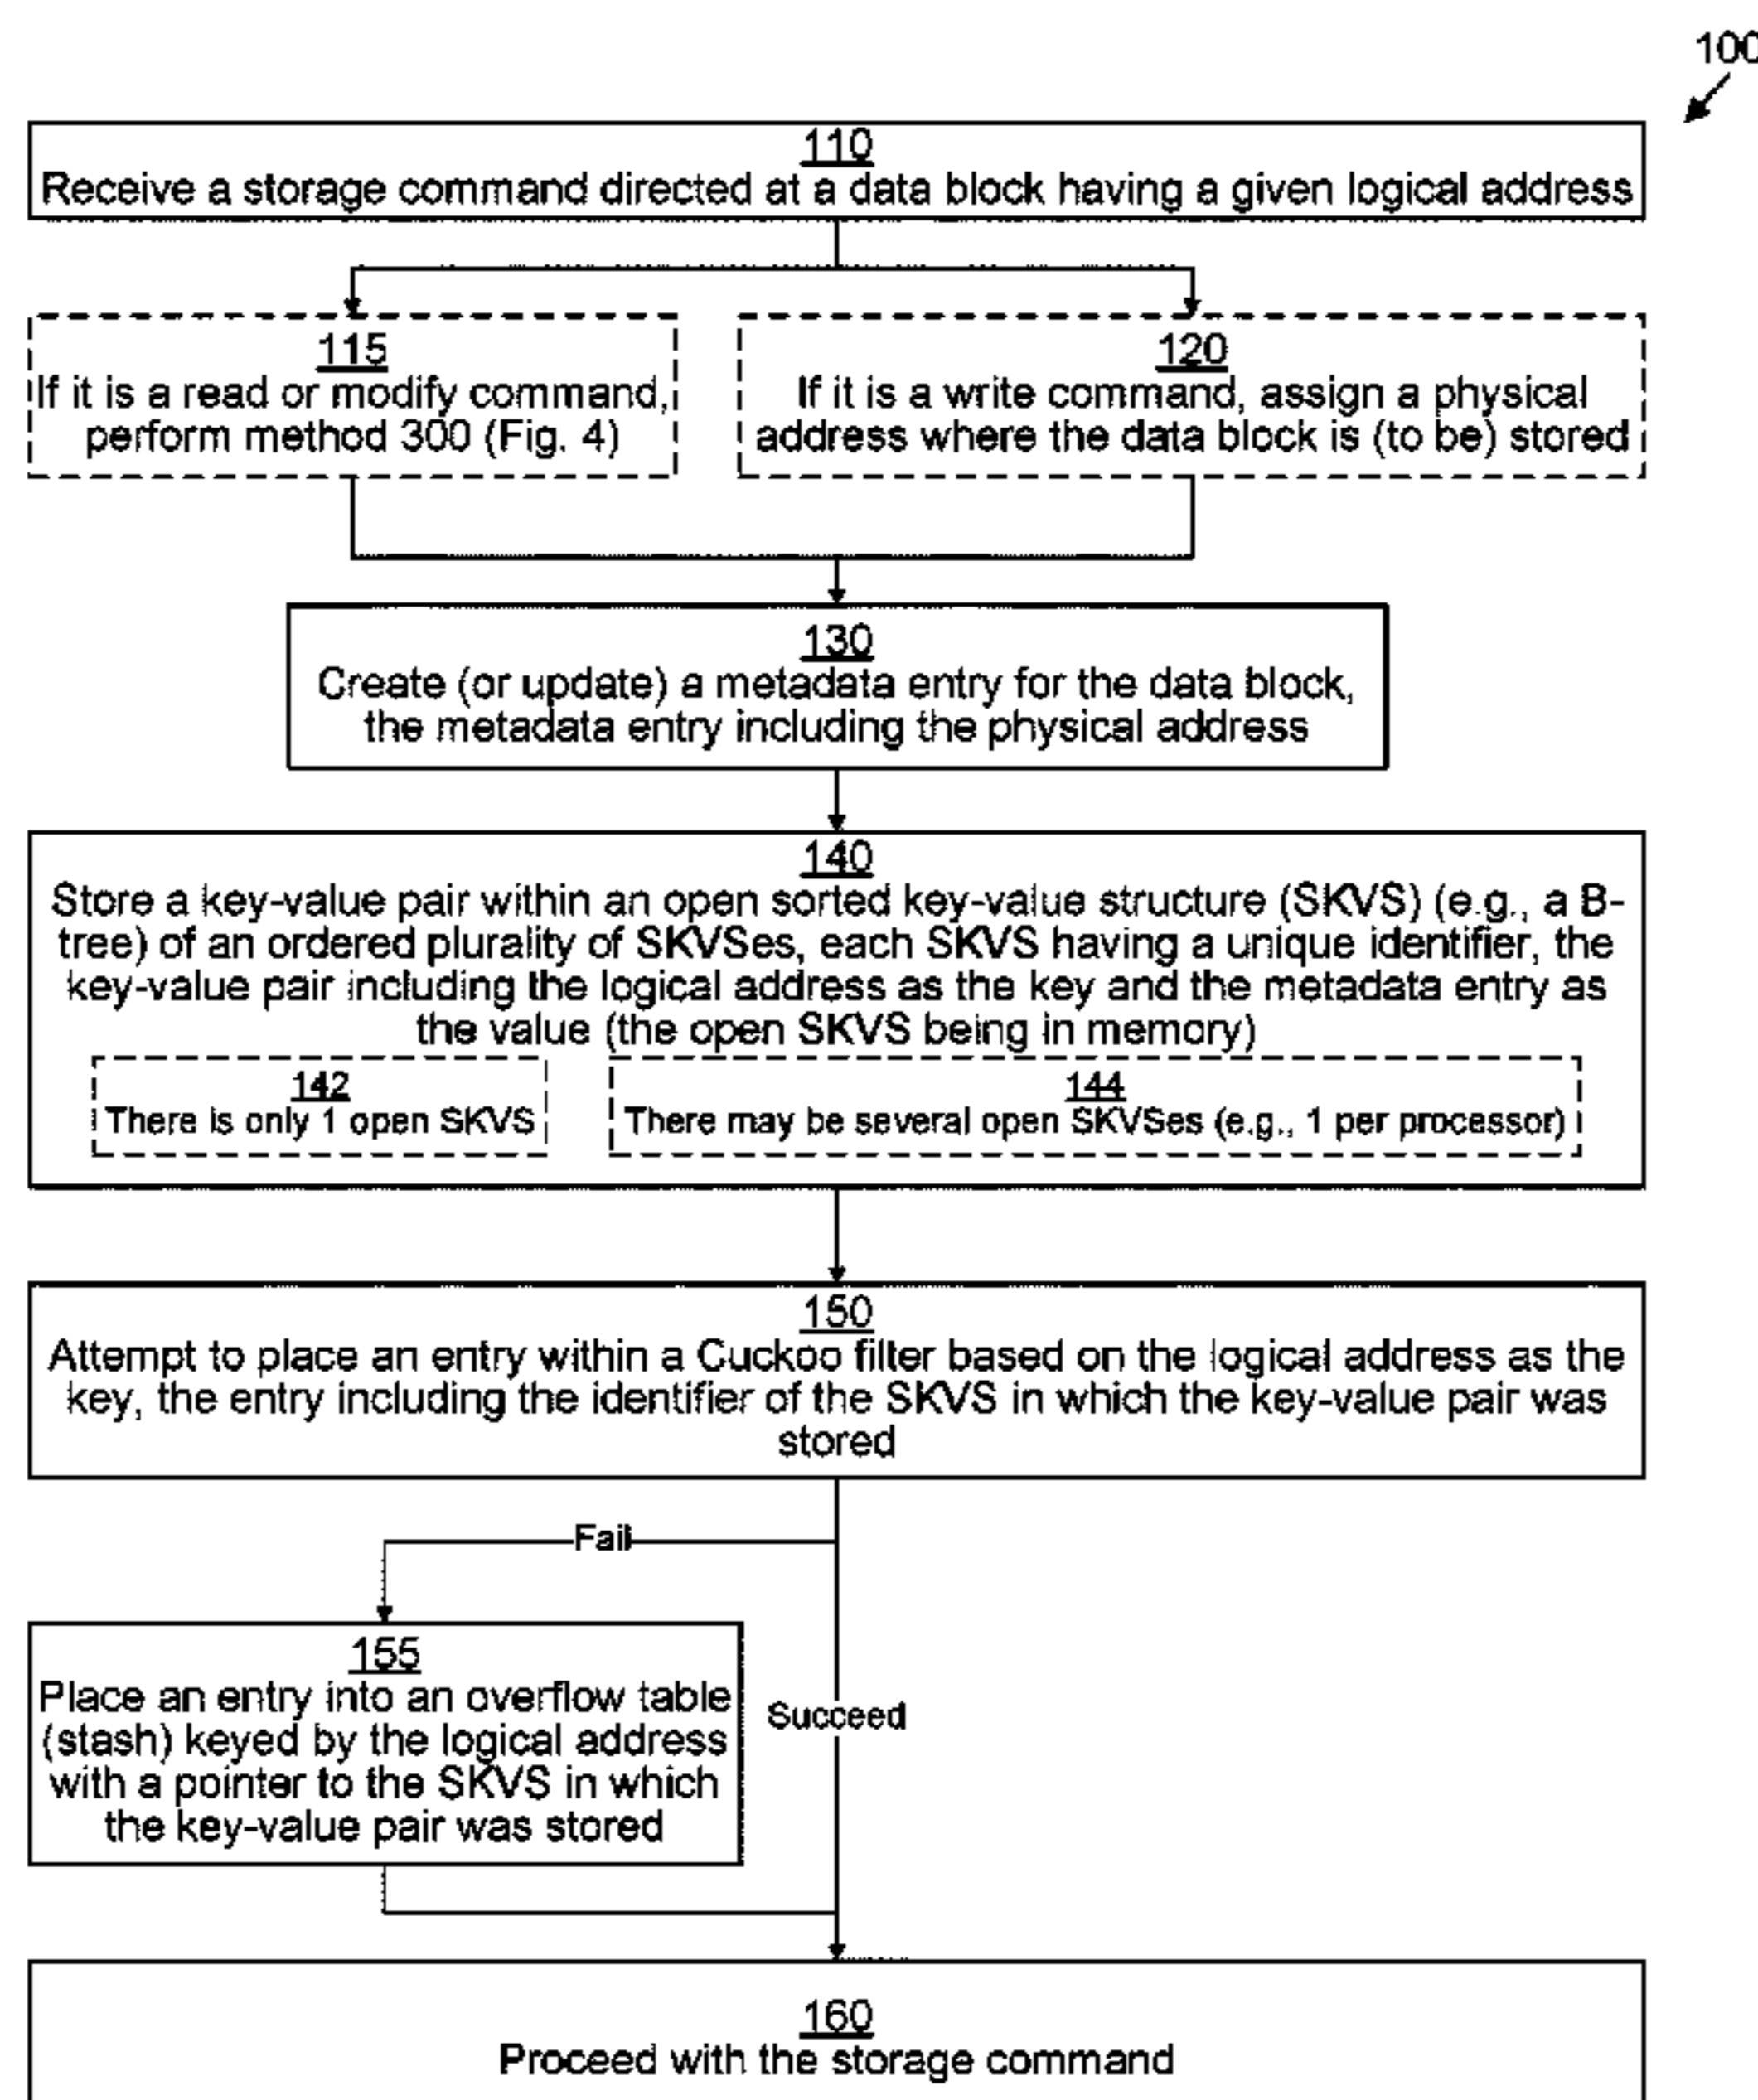 100
110
Receive a storage command directed at a data block having a given logical address
115
If it is a read or modify command,
perform method 300 (Fig. 4)
120
If it is a write command, assign a physical
address where the data block is (to be) stored
130
Create (or update) a metadata entry for the data block,
the metadata entry including the physical address
140
Store a key-value pair within an open sorted key-value structure (SKVS) (e.g., a B-
tree) of an ordered plurality of SKVSes, each SKVS having a unique identifier, the
key-value pair including the logical address as the key and the metadata entry as
the value (the open SKVS being in memory)
142
There is only 1 open SKVS
144
There may be several open SKVSes (e.g., 1 per processor)
150
Attempt to place an entry within a Cuckoo filter based on the logical address as the
key, the entry including the identifier of the SKVS in which the key-value pair was
stored
Fail
155
Place an entry into an overflow table
(stash) keyed by the logical address
with a pointer to the SKVS in which
the key-value pair was stored
Succeed
160
Proceed with the storage command